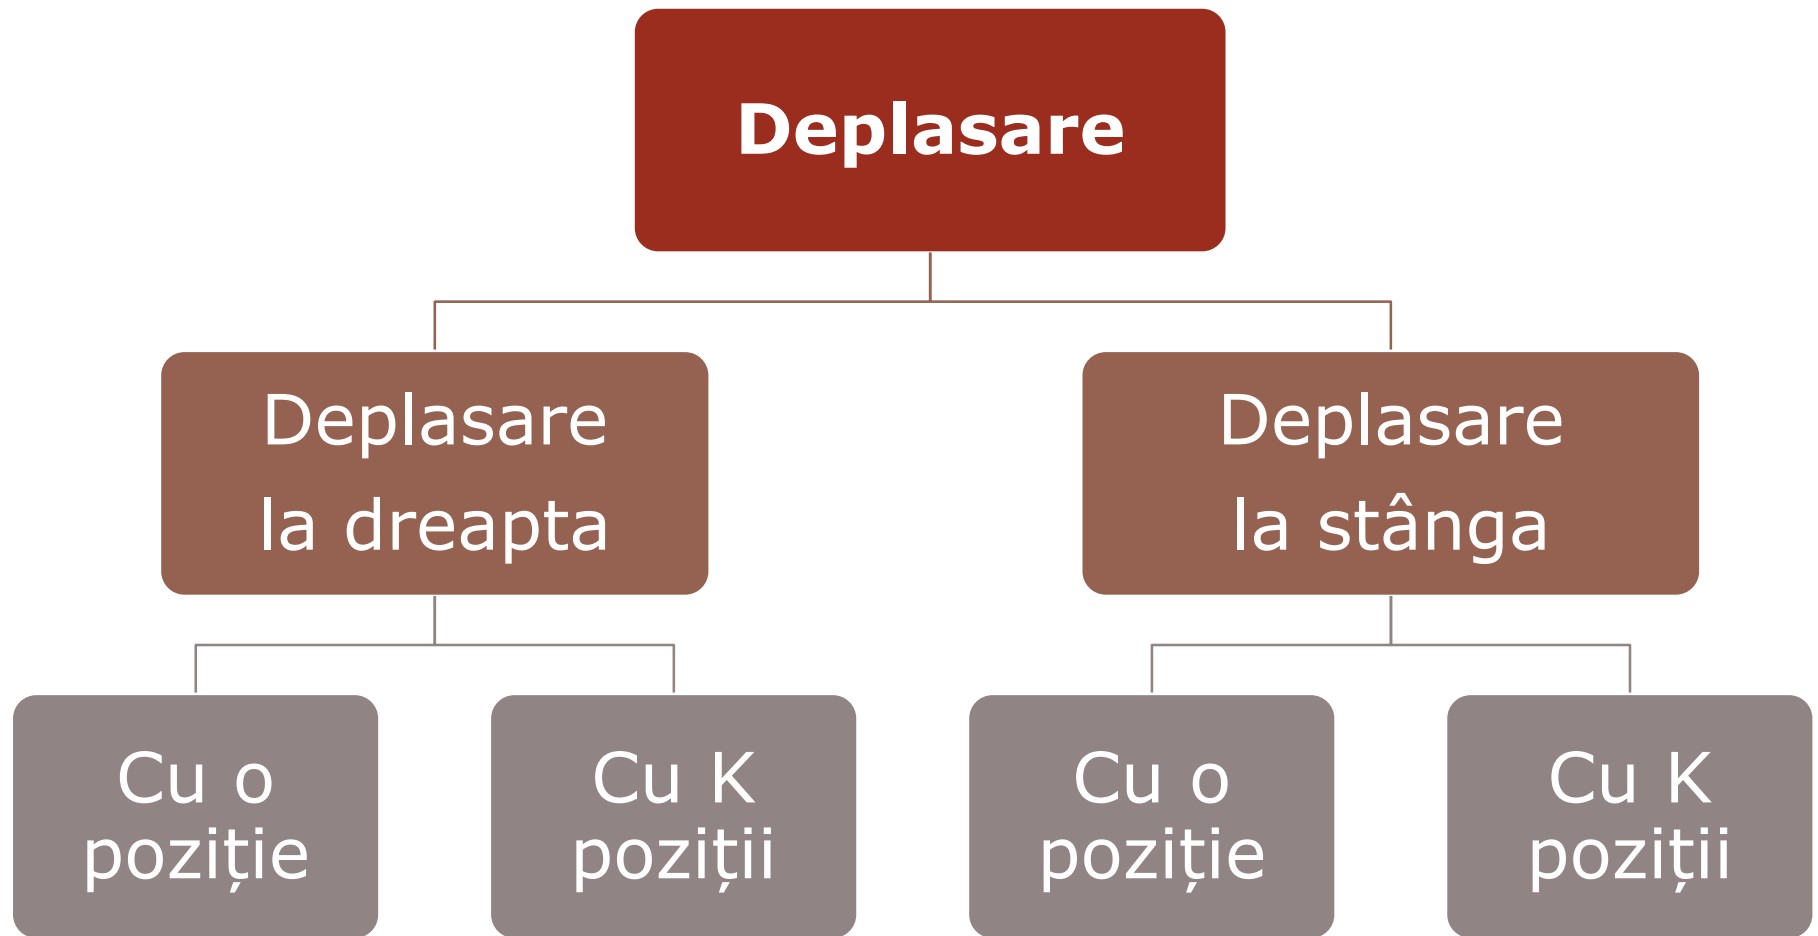 Deplasare
Deplasare
la dreapta
Deplasare
la stânga
Cu o
poziție
Cu K
poziții
Cu o
poziție
Cu K
poziții